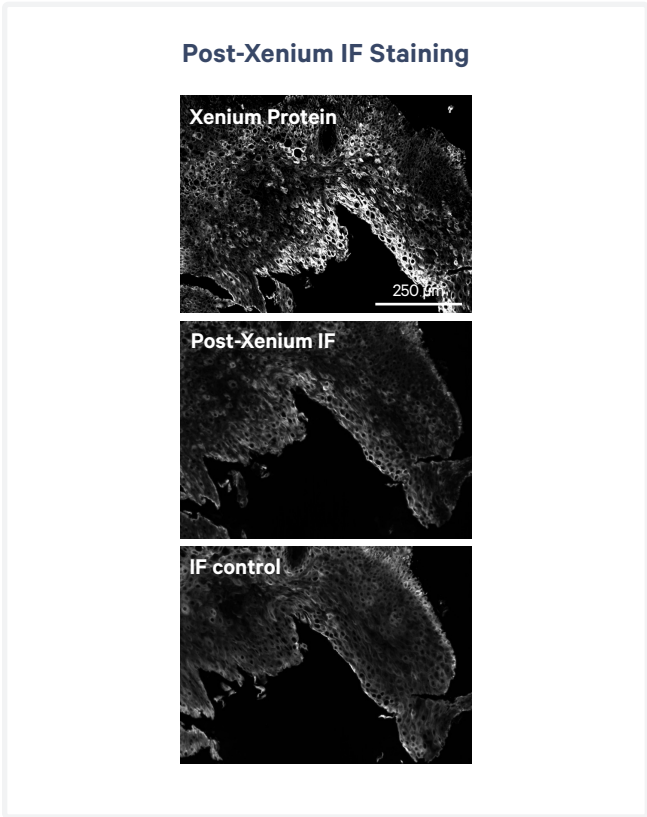 Post-Xenium IF Staining
Xenium Protein
250 µm
Post-Xenium IF
IF control